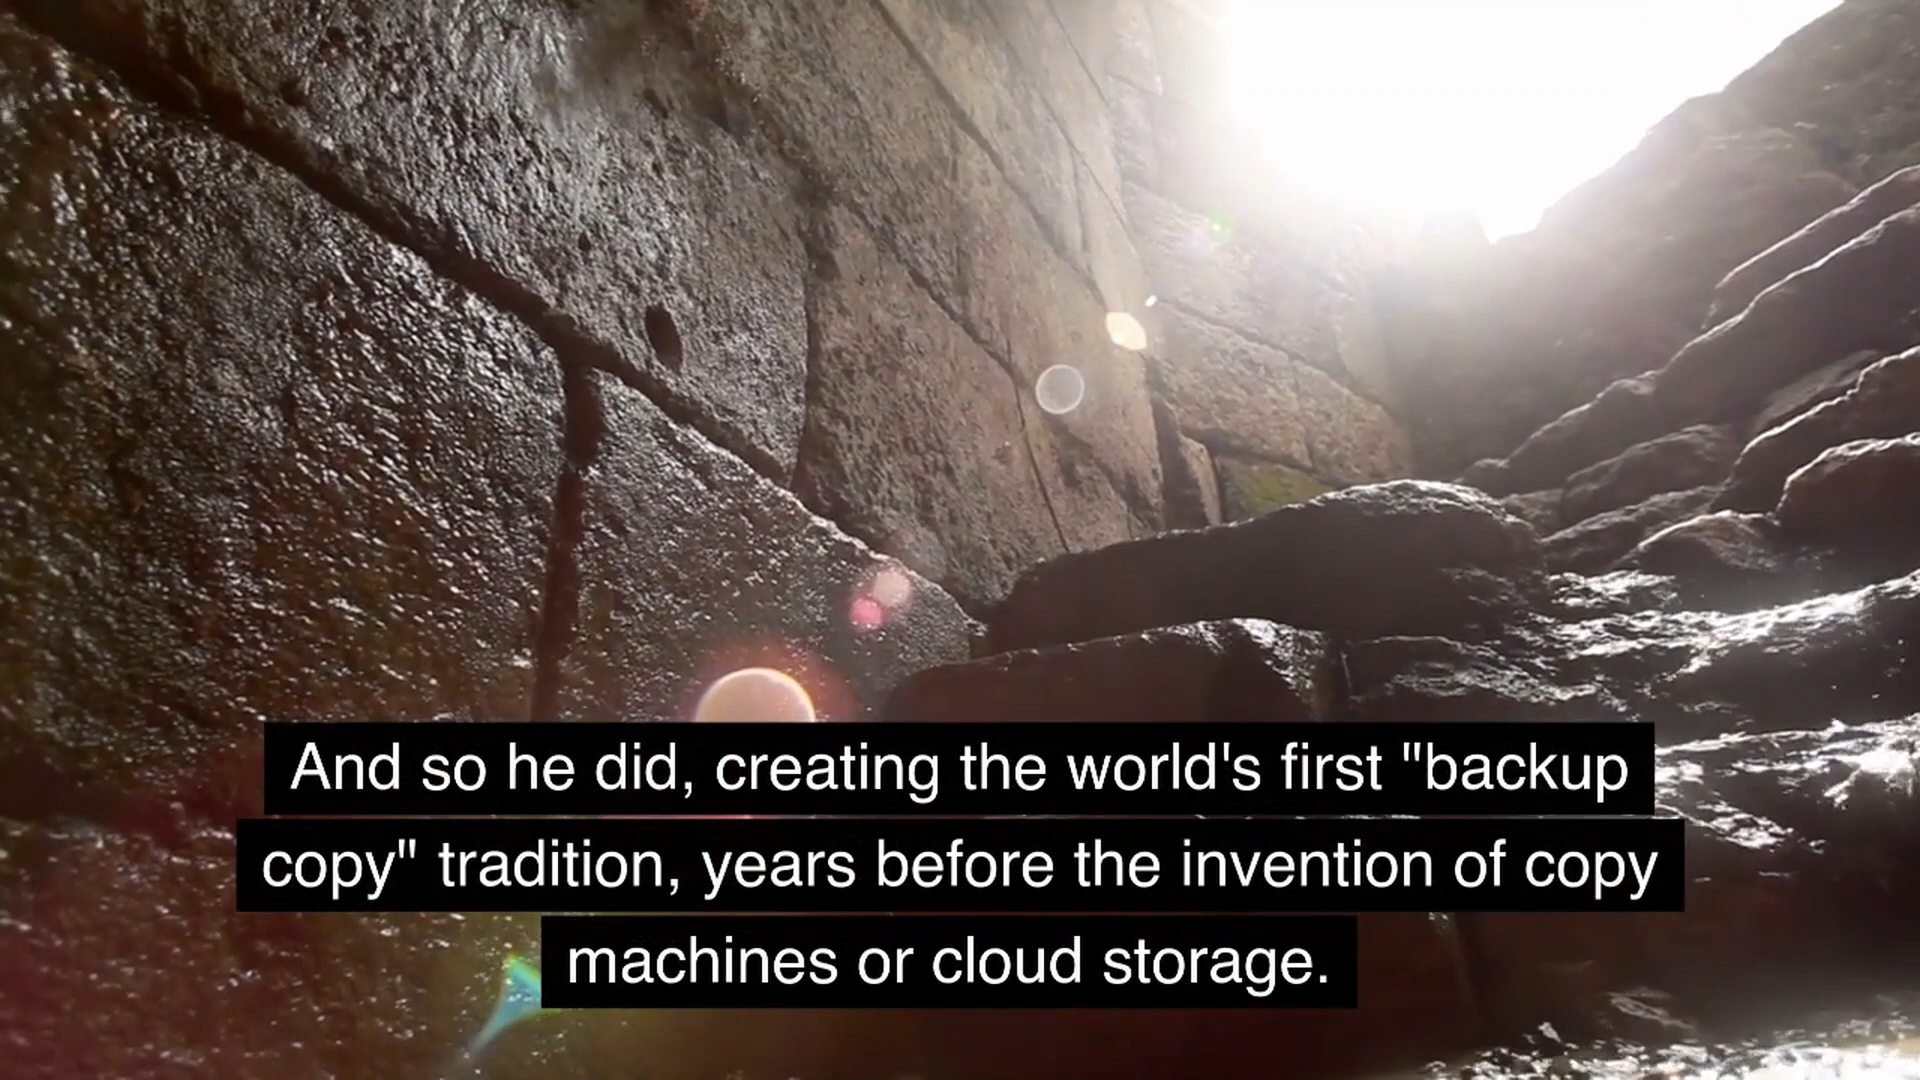 And so he did, creating the world's first "backup
copy" tradition, years before the invention of copy
machines or cloud storage.